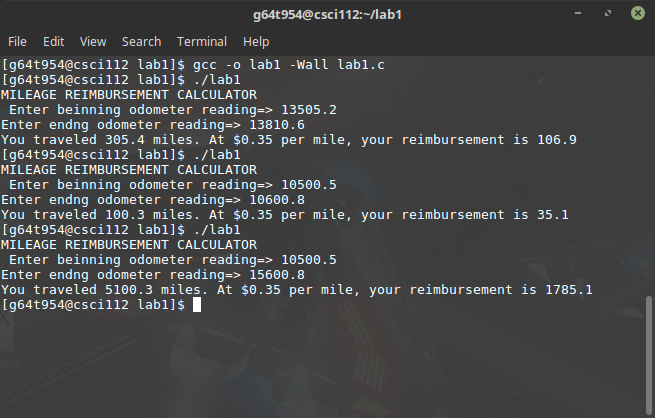 g64t954@csci112:~/lab1
File Edit View Search Terminal Help
[g64t954@csci112 lab1]$ gcc -o lab1 -Wall lab1.c
[g64t954@csci112 lab1]$ ./lab1
MILEAGE REIMBURSEMENT CALCULATOR
 Enter beinning odometer reading=> 13505.2
Enter endng odometer reading=> 13810.6
You traveled 305.4 miles. At $0.35 per mile, your reimbursement is 106.9
[g64t954@csci112 lab1]$ ./lab1
MILEAGE REIMBURSEMENT CALCULATOR
 Enter beinning odometer reading=> 10500.5
Enter endng odometer reading=> 10600.8
You traveled 100.3 miles. At $0.35 per mile, your reimbursement is 35.1
[g64t954@csci112 lab1]$ ./lab1
MILEAGE REIMBURSEMENT CALCULATOR
 Enter beinning odometer reading=> 10500.5
Enter endng odometer reading=> 15600.8
You traveled 5100.3 miles. At $0.35 per mile, your reimbursement is 1785.1
[g64t954@csci112 lab1]$